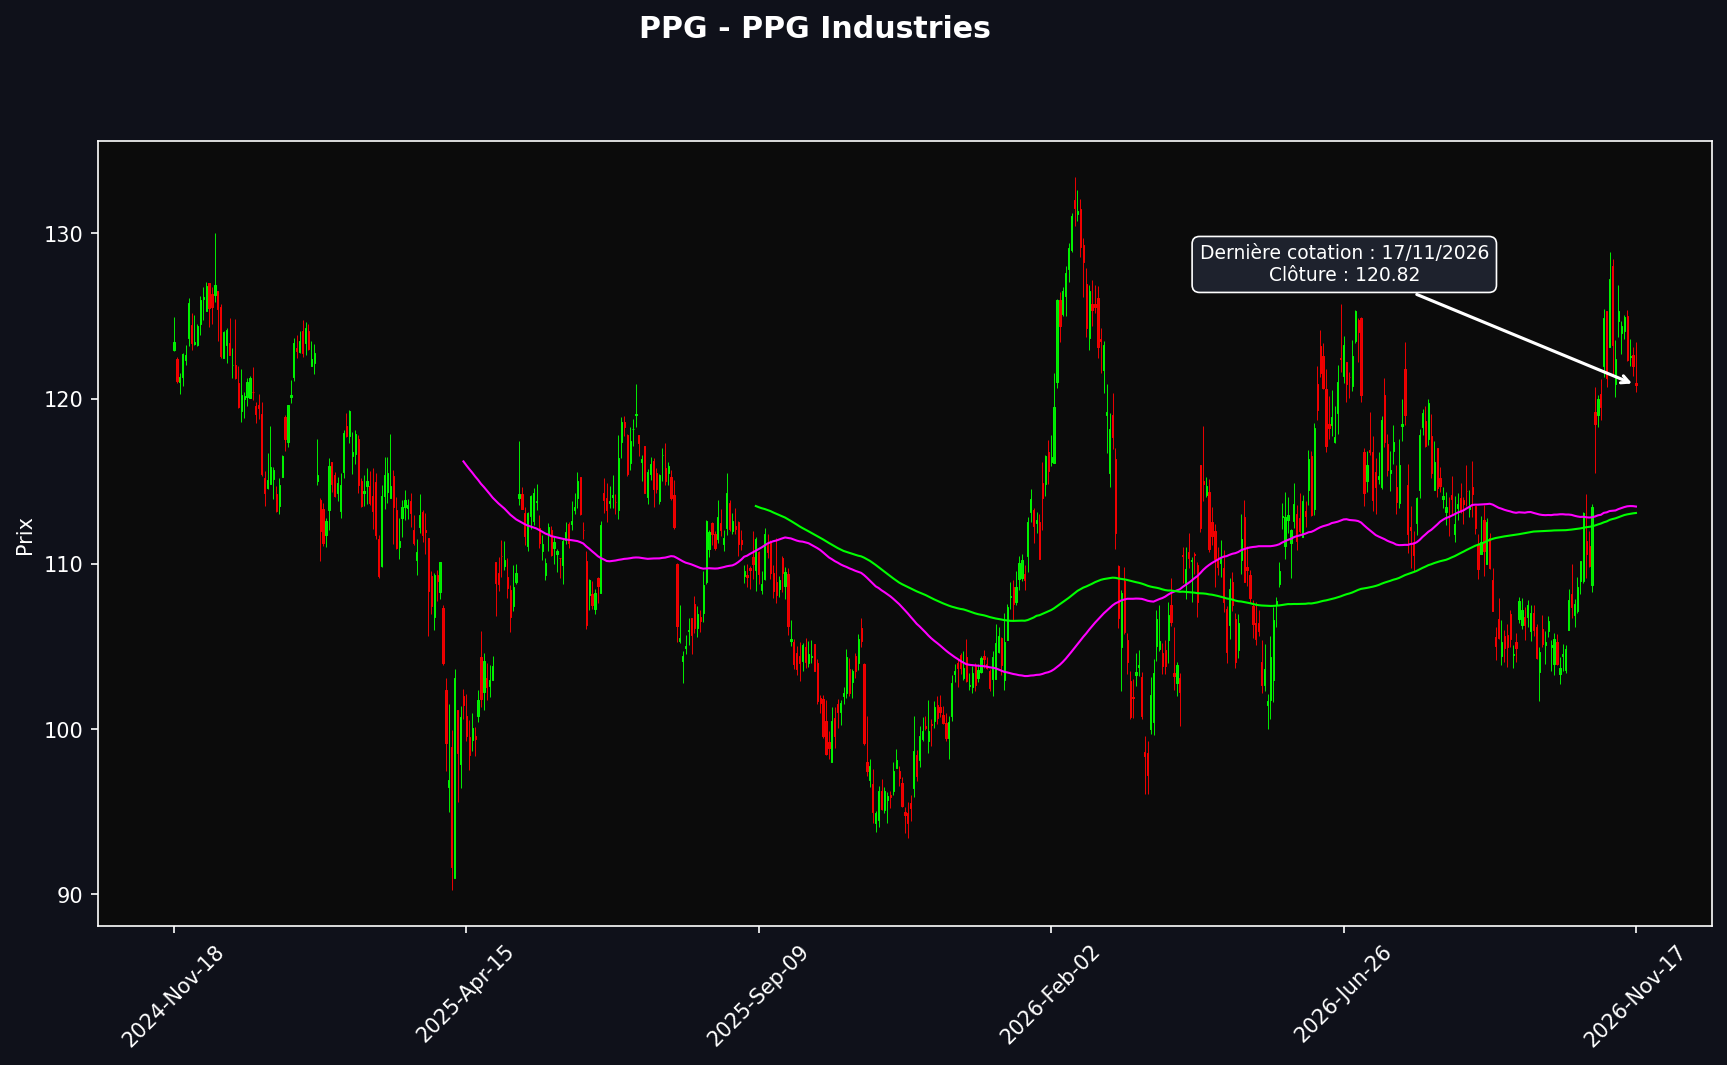 PPG - PPG Industries
Dernière cotation : 17/11/2026
Clôture : 120.82
Prix
130
120
110
100
90
2024-Nov-18
2025-Apr-15
2025-Sep-09
2026-Feb-02
2026-Jun-26
2026-Nov-17